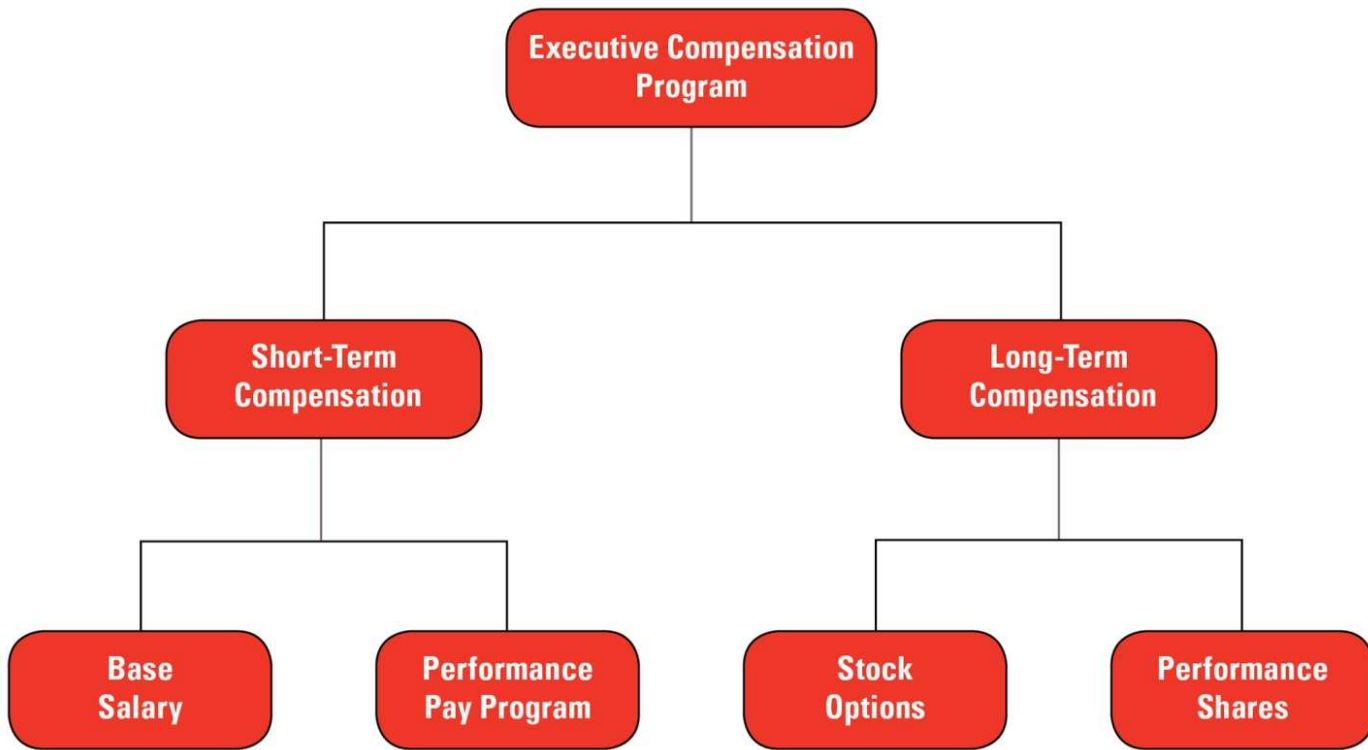 Executive Compensation
Program
Short-Term
Compensation
Long-Term
Compensation
Base
Salary
Performance
Pay Program
Stock
Options
Performance
Shares